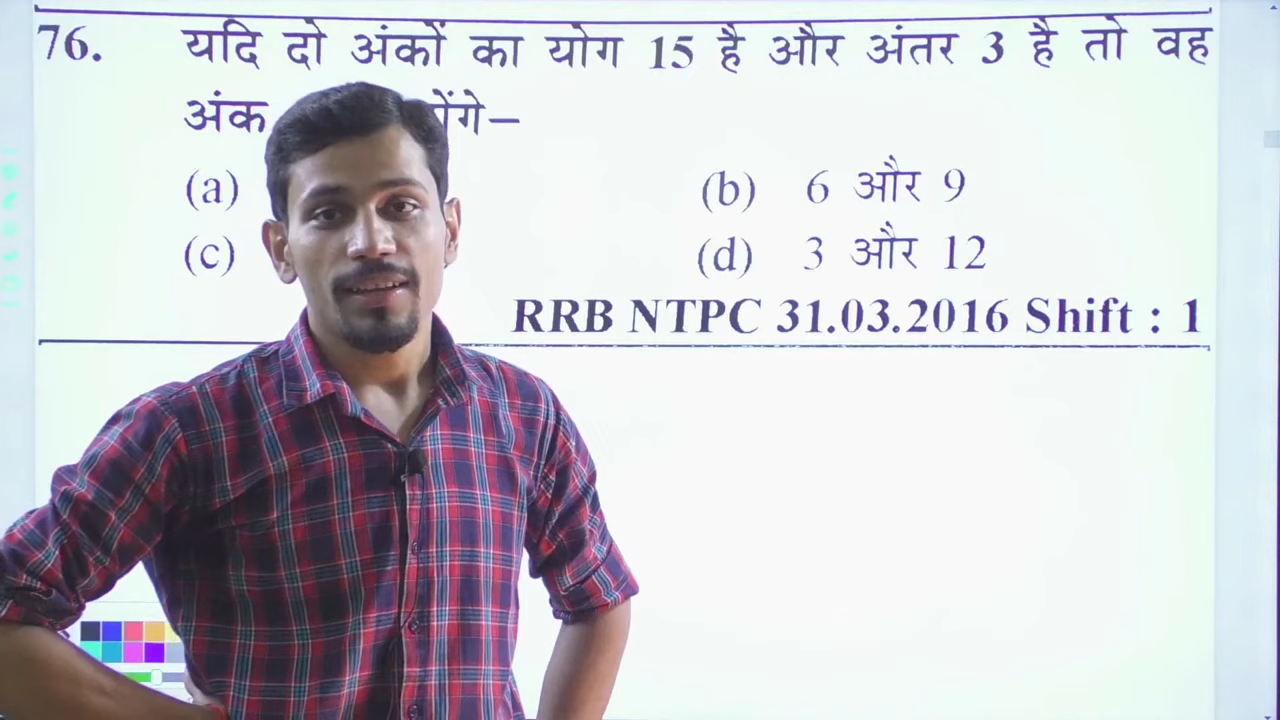 76. यदि दो अंकों का योग 15 है और अंतर 3 है तो वह
अंक
(a) (b) 6 और 9
(c) (d) 3 और 12
RRB NTPC 31.03.2016 Shift : 1